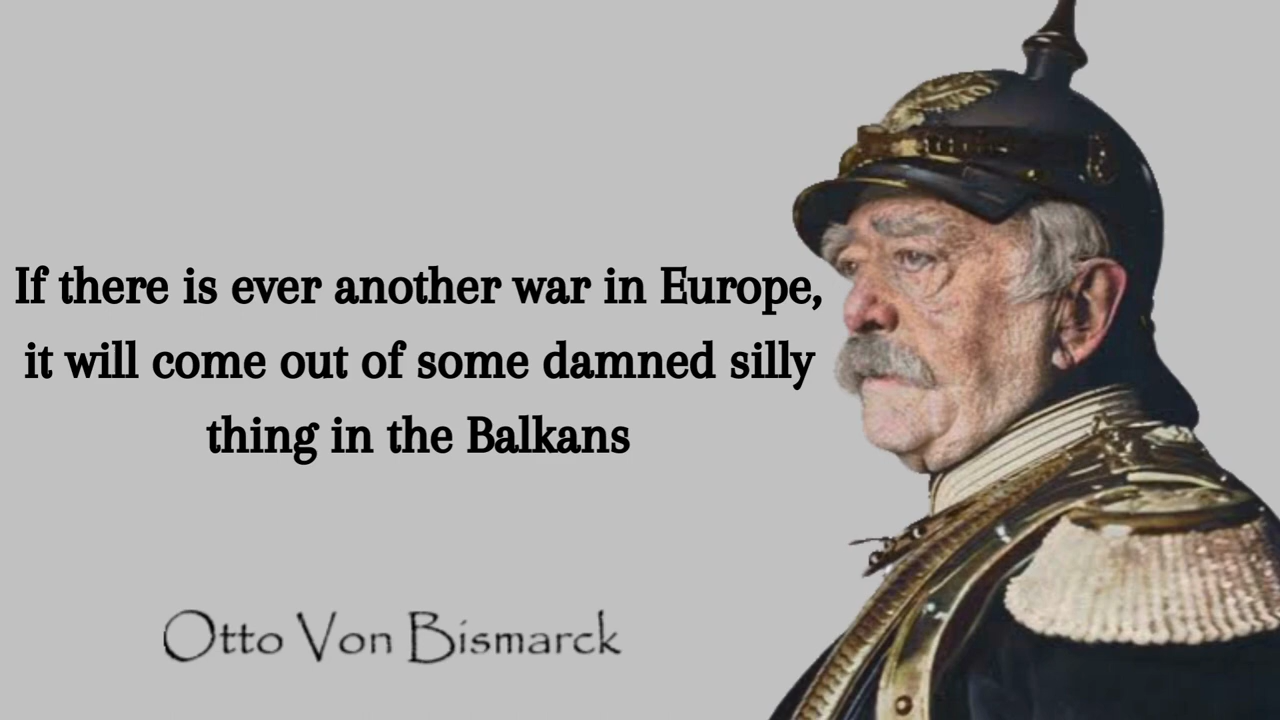 If there is ever another war in Europe,
it will come out of some damned silly
thing in the Balkans
Otto Von Bismarck